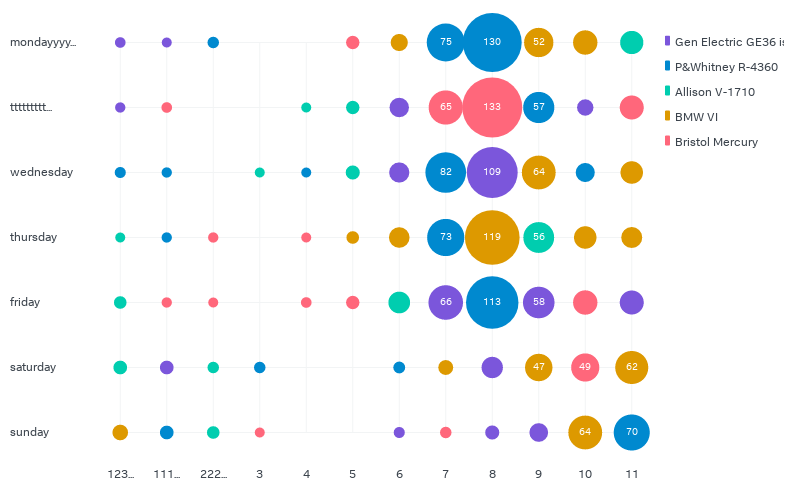 mondayyyy… 75 130 52
ttttttttt… 65 133 57
wednesday 82 109 64
thursday 73 119 56
friday 66 113 58
saturday 47 49 62
sunday 64 70
123… 111… 222… 3 4 5 6 7 8 9 10 11
Gen Electric GE36 i
P&Whitney R-4360
Allison V-1710
BMW VI
Bristol Mercury